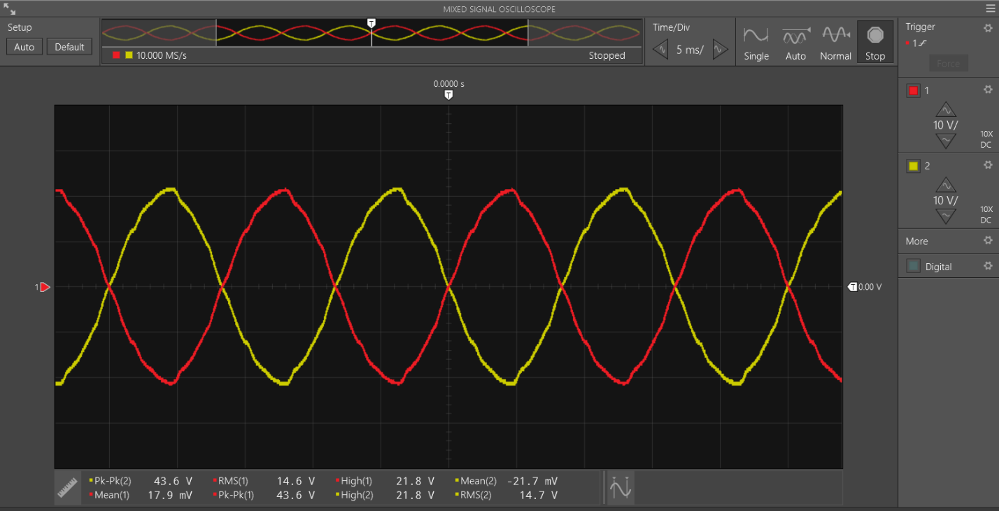 MIXED SIGNAL OSCILLOSCOPE
Setup
Auto Default
T
10.000 MS/s Stopped
Time/Div
5 ms/
Single Auto Normal Stop
Trigger
1
Force
0.0000 s
T
1
10 V/
10X
DC
2
10 V/
10X
DC
More
Digital
1
T 0.00 V
Pk-Pk(2) 43.6 V RMS(1) 14.6 V High(1) 21.8 V Mean(2) -21.7 mV
Mean(1) 17.9 mV Pk-Pk(1) 43.6 V High(2) 21.8 V RMS(2) 14.7 V